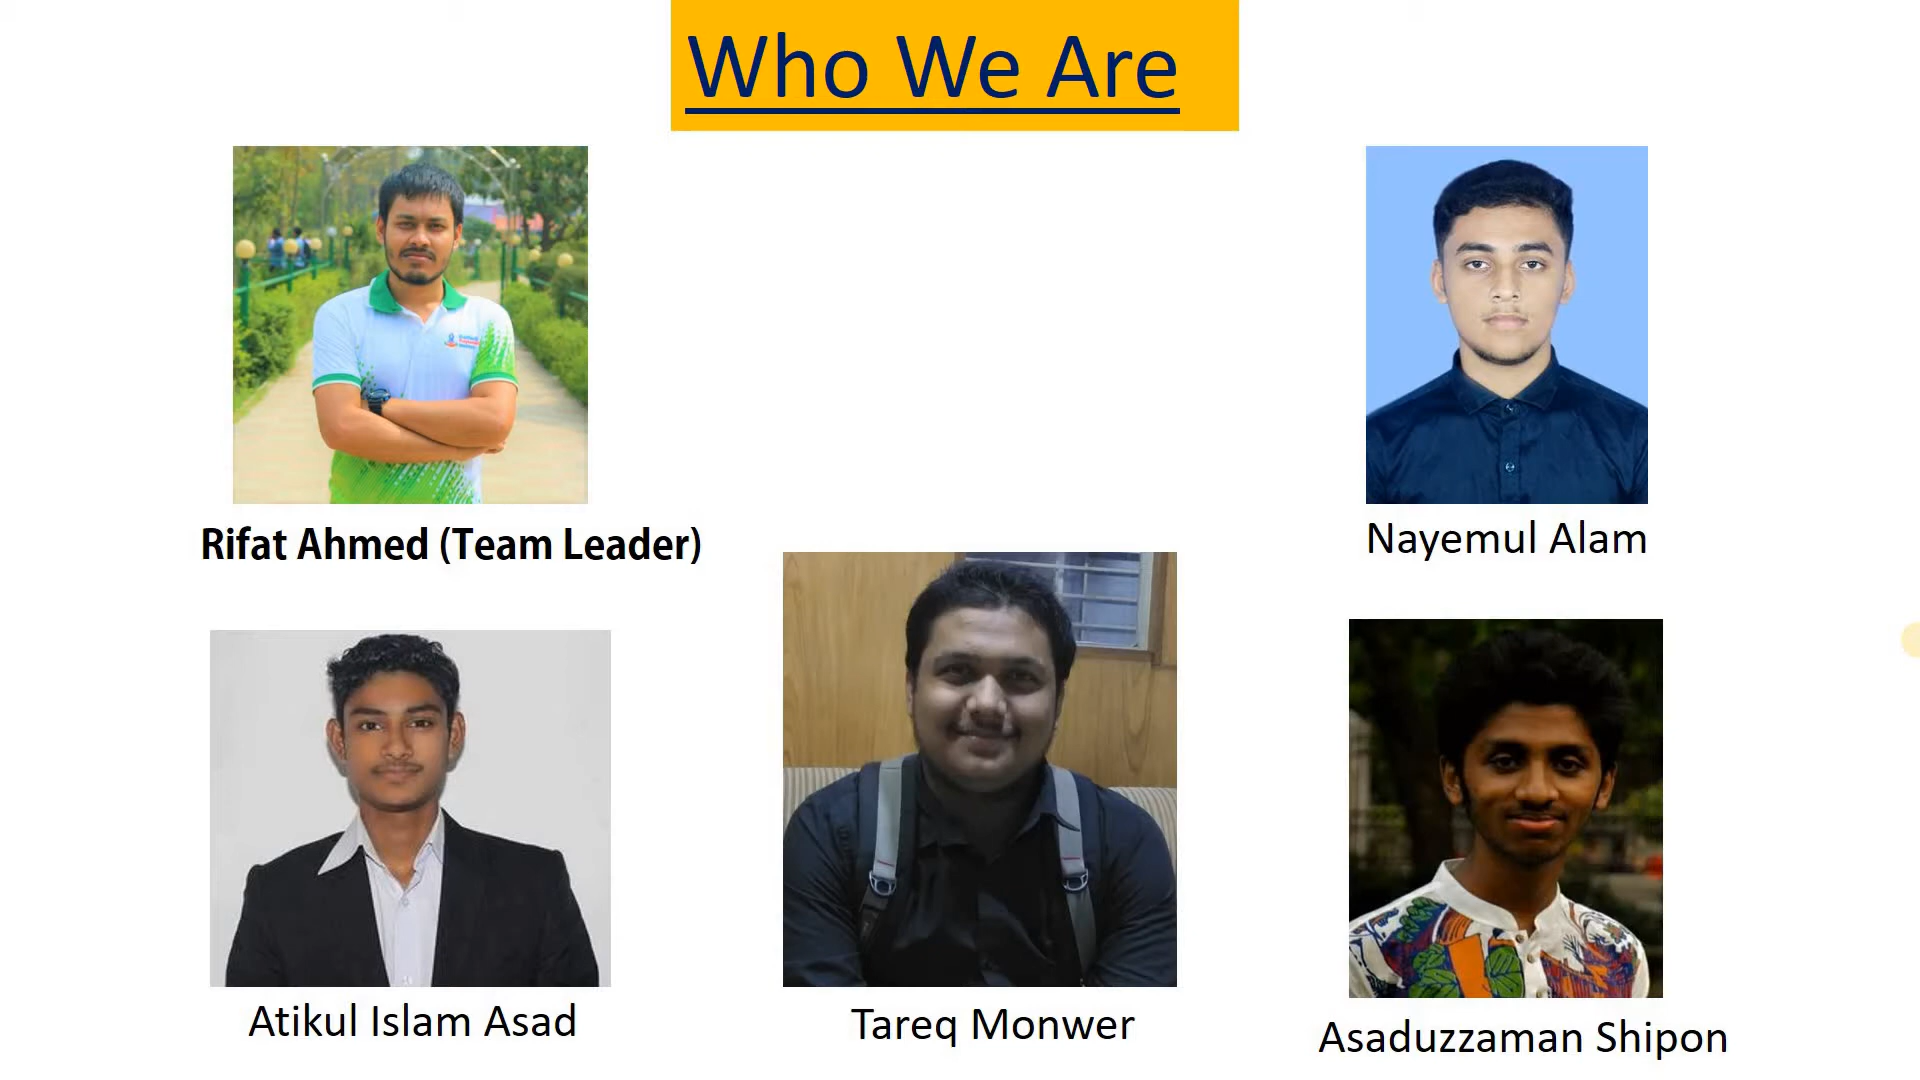 Who We Are
Rifat Ahmed (Team Leader)
Nayemul Alam
Atikul Islam Asad
Tareq Monwer
Asaduzzaman Shipon